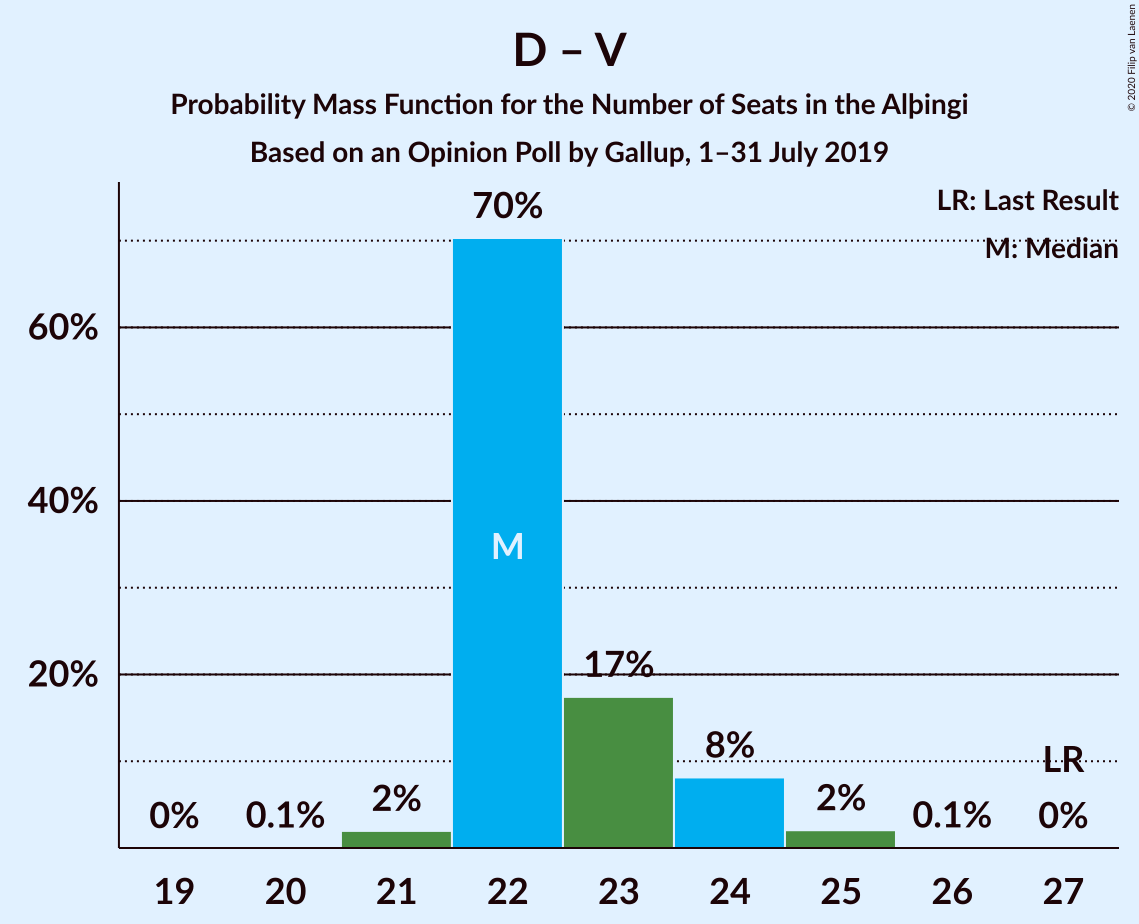 D – V
Probability Mass Function for the Number of Seats in the Alþingi
Based on an Opinion Poll by Gallup, 1–31 July 2019
© 2020 Filip van Laenen
LR: Last Result
M: Median
70%
60%
40%
M
20%
17%
8%
LR
0%
0.1%
2%
2%
0.1%
0%
19 20 21 22 23 24 25 26 27